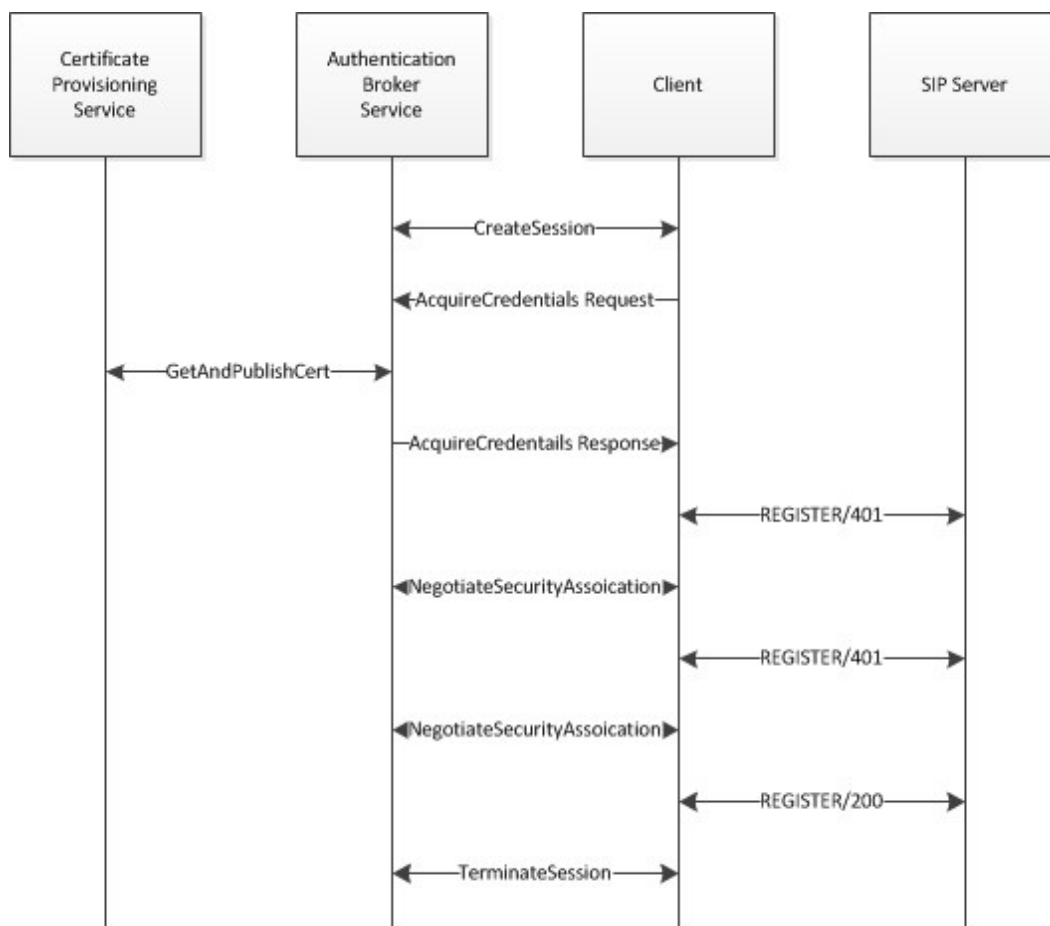 Certificate
Provisioning
Service
Authentication
Broker
Service
Client
SIP Server
CreateSession
AcquireCredentials Request
GetAndPublishCert
AcquireCredentails Response
REGISTER/401
NegotiateSecurityAssoication
REGISTER/401
NegotiateSecurityAssoication
REGISTER/200
TerminateSession